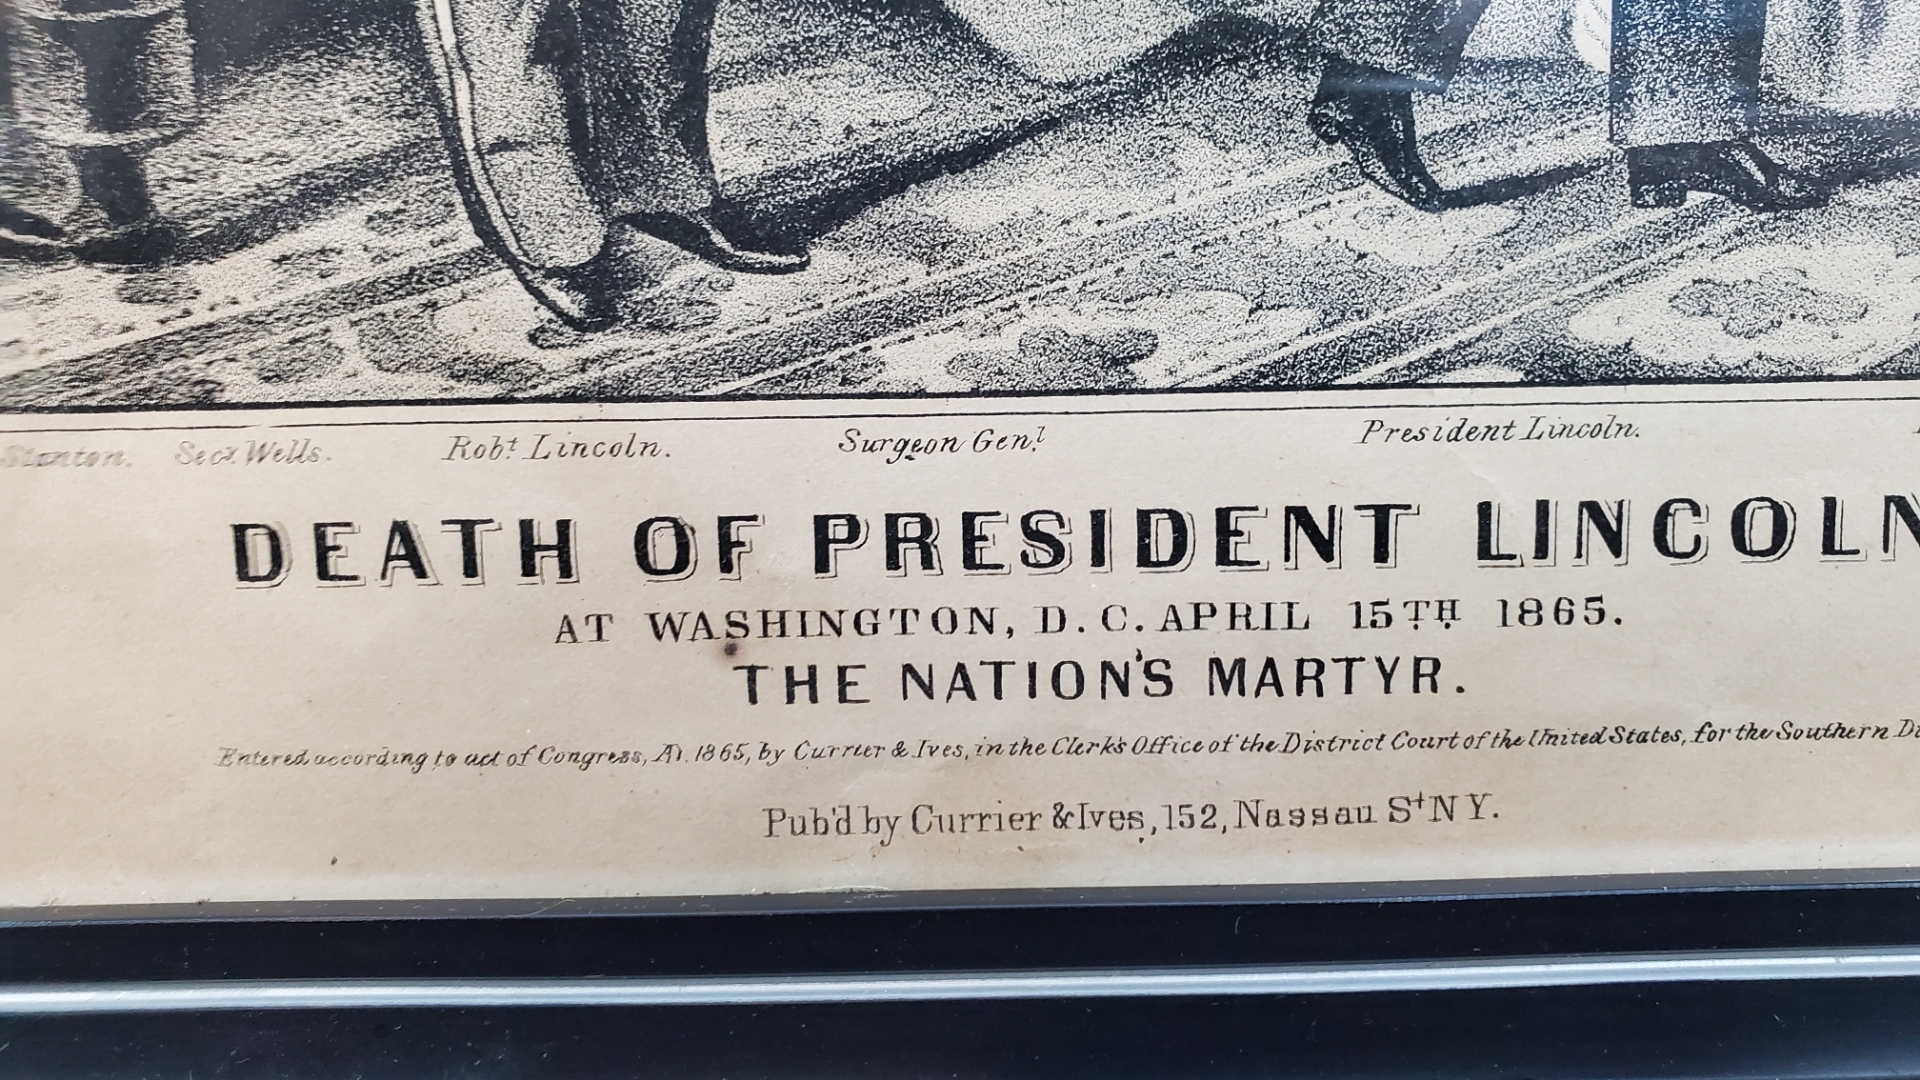 Stanton. Secy Wells. Robt Lincoln. Surgeon Genl President Lincoln.
DEATH OF PRESIDENT LINCOLN
AT WASHINGTON, D.C. APRIL 15TH 1865.
THE NATION'S MARTYR.
Entered according to act of Congress, AD. 1865, by Currier & Ives, in the Clerk's Office of the District Court of the United States, for the Southern Di
Pub'd by Currier & Ives, 152, Nassau St NY.